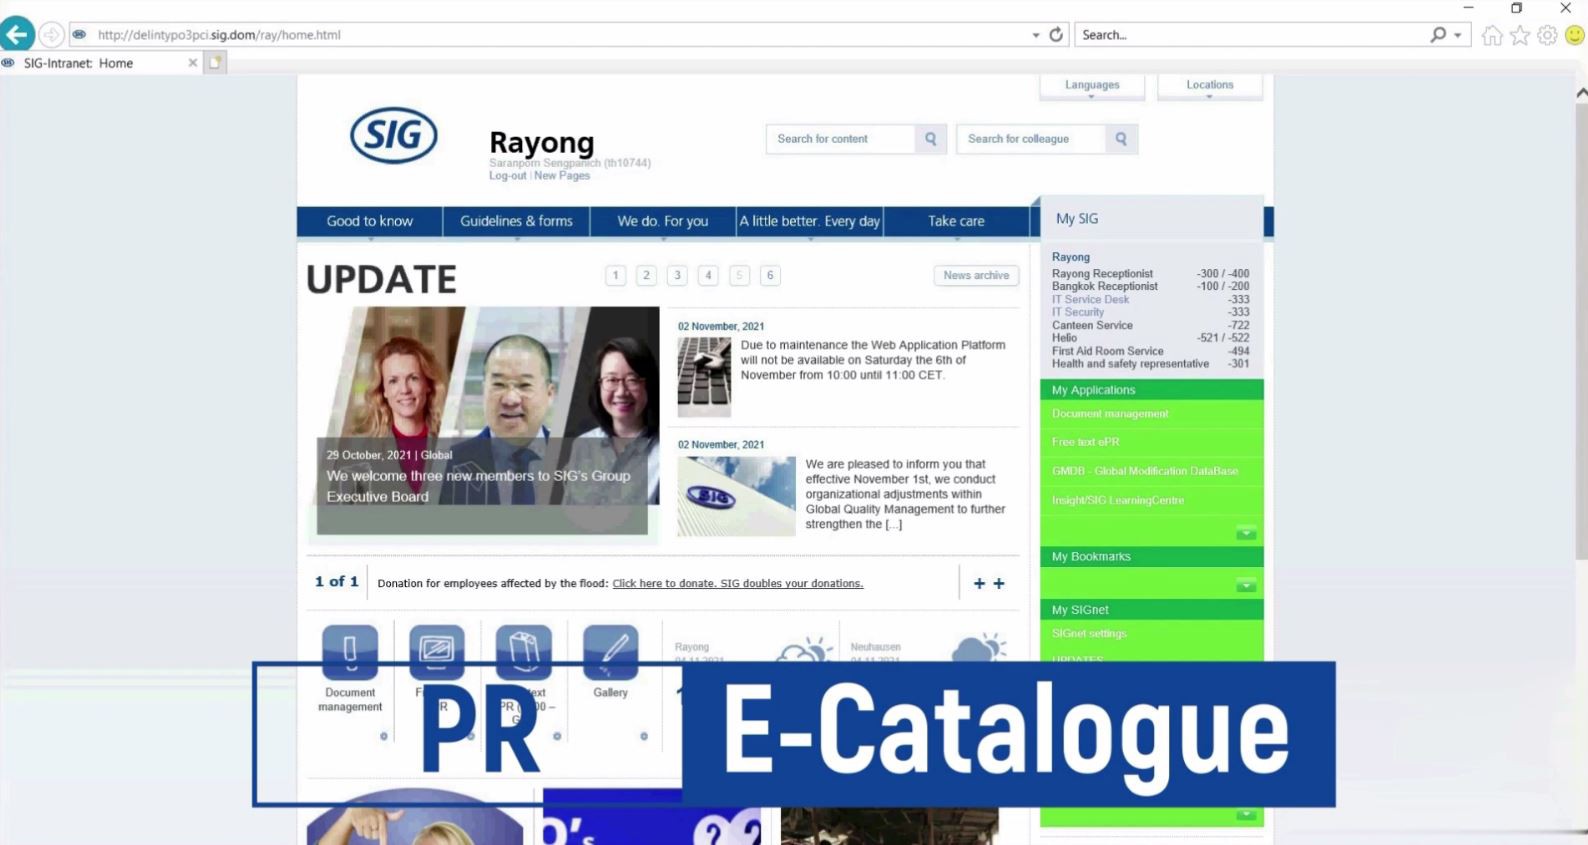 http://delintypo3pci.sig.dom/ray/home.html
Search...
SIG-Intranet: Home
Languages
Locations
SIG
Rayong
Saranporn Sengpanich (th10744)
Log-out | New Pages
Search for content
Search for colleague
Good to know
Guidelines & forms
We do. For you
A little better. Every day
Take care
My SIG
UPDATE
1 2 3 4 5 6
News archive
29 October, 2021 | Global
We welcome three new members to SIG's Group
Executive Board
02 November, 2021
Due to maintenance the Web Application Platform
will not be available on Saturday the 6th of
November from 10:00 until 11:00 CET.
02 November, 2021
SIG
We are pleased to inform you that
effective November 1st, we conduct
organizational adjustments within
Global Quality Management to further
strengthen the [...]
Rayong
Rayong Receptionist -300 / -400
Bangkok Receptionist -100 / -200
IT Service Desk -333
IT Security -333
Canteen Service -722
Helio -521 / -522
First Aid Room Service -494
Health and safety representative -301
My Applications
Document management
Free text ePR
GMDB - Global Modification DataBase
Insight/SIG LearningCentre
My Bookmarks
My SIGnet
SIGnet settings
UPDATES
1 of 1
Donation for employees affected by the flood: Click here to donate. SIG doubles your donations.
+ +
Document
management
Gallery
Rayong
04.11.2021
Neuhausen
04.11.2021
PR
E-Catalogue